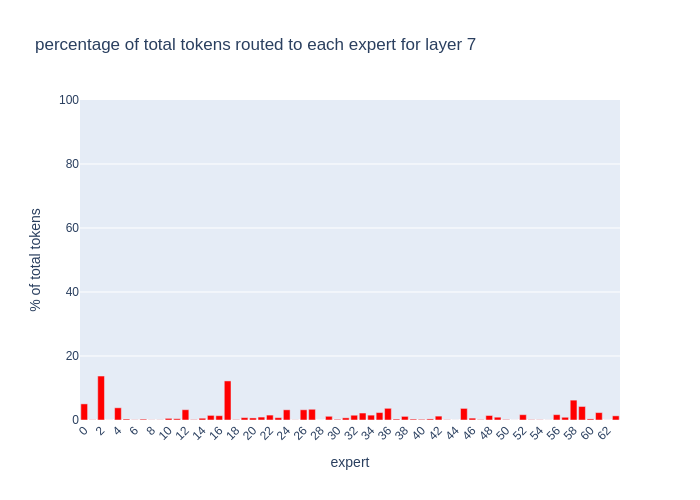 percentage of total tokens routed to each expert for layer 7
100
80
60
40
20
0
% of total tokens
0 2 4 6 8 10 12 14 16 18 20 22 24 26 28 30 32 34 36 38 40 42 44 46 48 50 52 54 56 58 60 62
expert